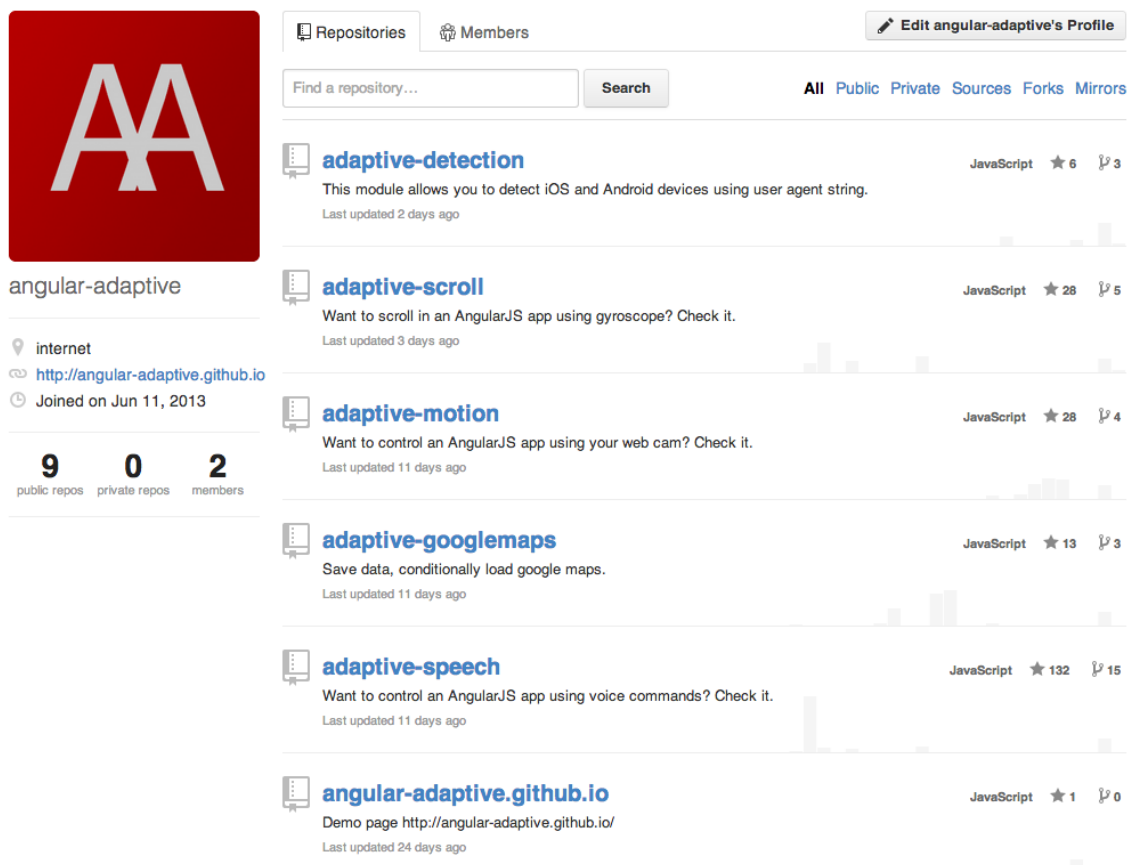 AA
angular-adaptive
internet
http://angular-adaptive.github.io
Joined on Jun 11, 2013
9 0 2
public repos private repos members
Repositories Members Edit angular-adaptive's Profile
Find a repository... Search All Public Private Sources Forks Mirrors
adaptive-detection JavaScript 6 3
This module allows you to detect iOS and Android devices using user agent string.
Last updated 2 days ago
adaptive-scroll JavaScript 28 5
Want to scroll in an AngularJS app using gyroscope? Check it.
Last updated 3 days ago
adaptive-motion JavaScript 28 4
Want to control an AngularJS app using your web cam? Check it.
Last updated 11 days ago
adaptive-googlemaps JavaScript 13 3
Save data, conditionally load google maps.
Last updated 11 days ago
adaptive-speech JavaScript 132 15
Want to control an AngularJS app using voice commands? Check it.
Last updated 11 days ago
angular-adaptive.github.io JavaScript 1 0
Demo page http://angular-adaptive.github.io/
Last updated 24 days ago